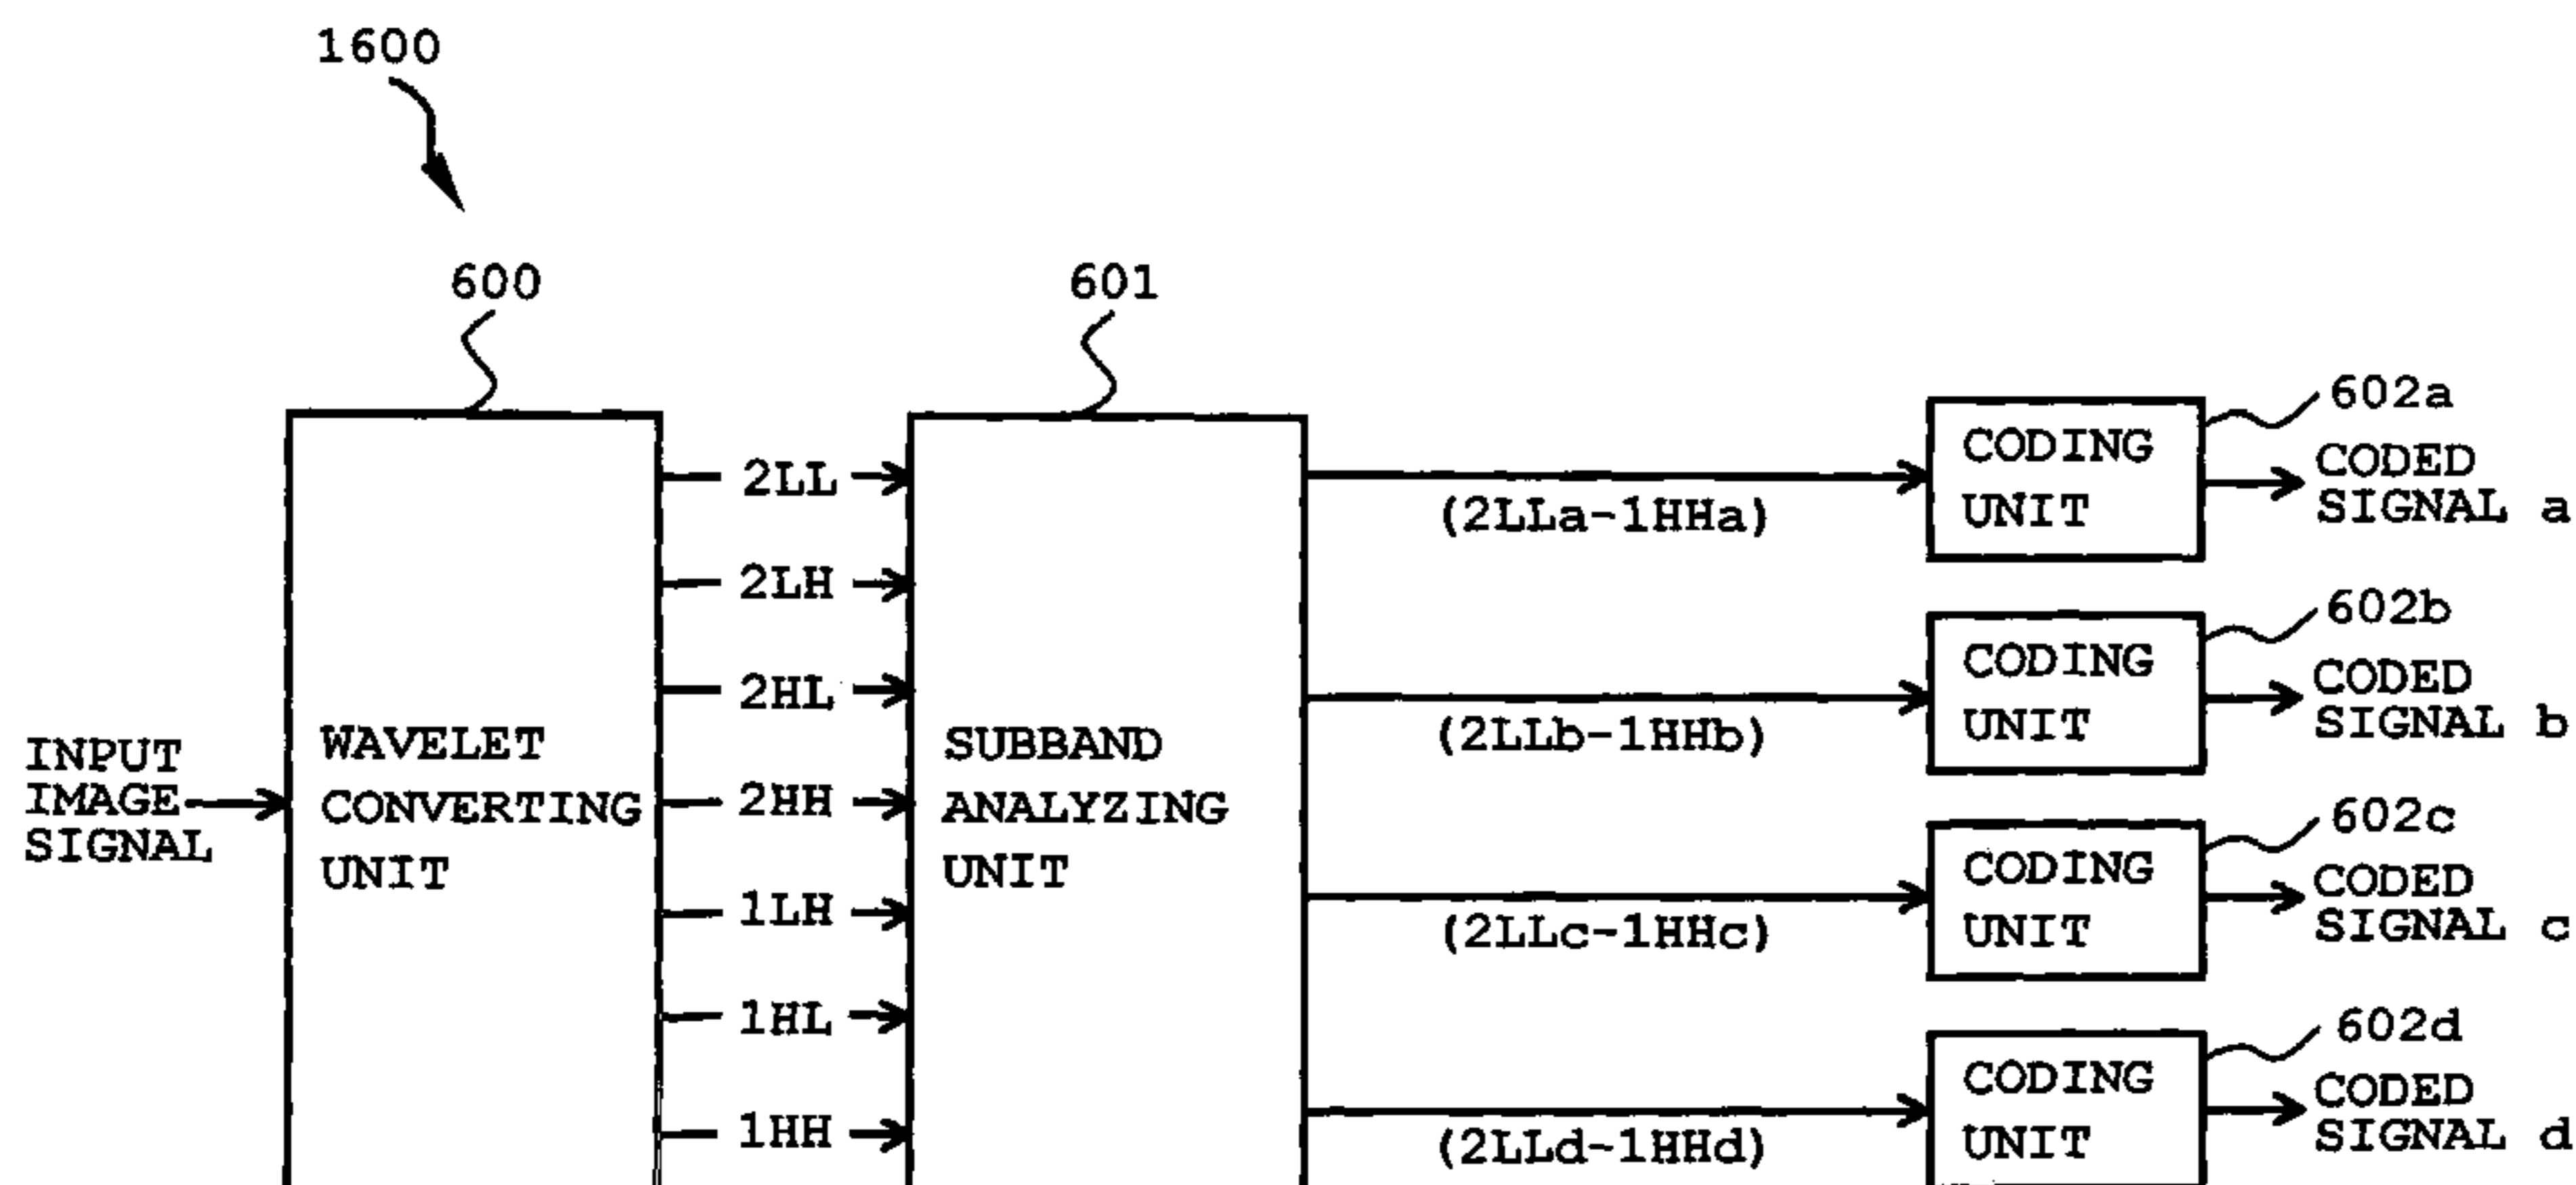 1600
600
601
INPUT
IMAGE
SIGNAL
WAVELET
CONVERTING
UNIT
2LL
2LH
2HL
2HH
1LH
1HL
1HH
SUBBAND
ANALYZING
UNIT
(2LLa-1HHa)
(2LLb-1HHb)
(2LLc-1HHc)
(2LLd-1HHd)
602a
CODING
UNIT
CODED
SIGNAL a
602b
CODING
UNIT
CODED
SIGNAL b
602c
CODING
UNIT
CODED
SIGNAL c
602d
CODING
UNIT
CODED
SIGNAL d